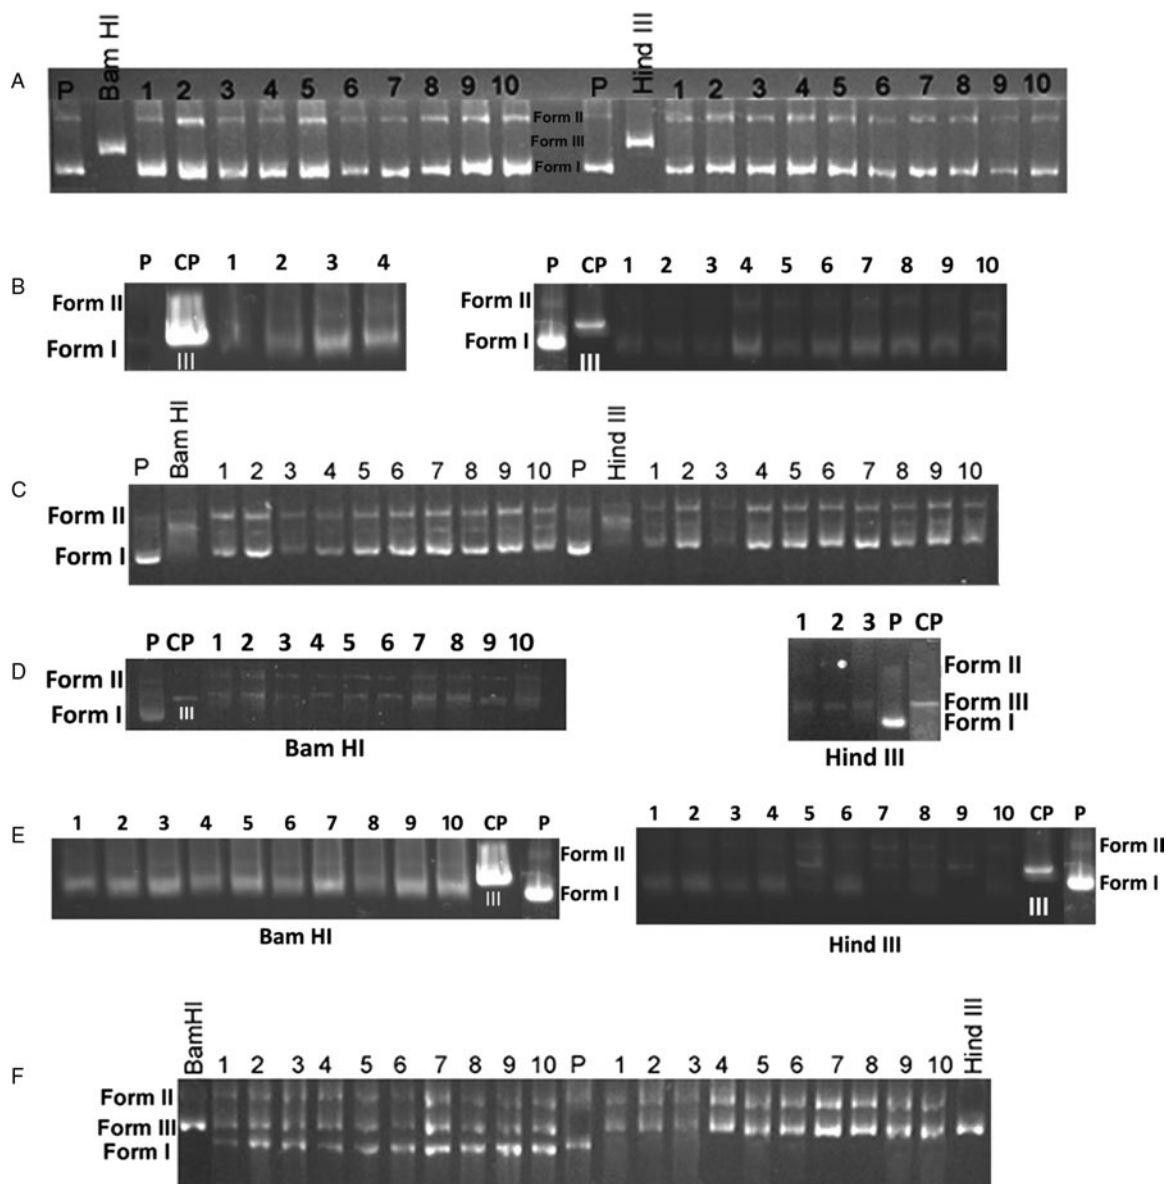 A
P Bam HI 1 2 3 4 5 6 7 8 9 10 P Hind III 1 2 3 4 5 6 7 8 9 10
Form II
Form III
Form I
B
P CP 1 2 3 4
Form II
Form I
III
P CP 1 2 3 4 5 6 7 8 9 10
Form II
Form I
III
C
P Bam HI 1 2 3 4 5 6 7 8 9 10 P Hind III 1 2 3 4 5 6 7 8 9 10
Form II
Form I
D
P CP 1 2 3 4 5 6 7 8 9 10
Form II
Form I
III
Bam HI
1 2 3 P CP
Form II
Form III
Form I
Hind III
E
1 2 3 4 5 6 7 8 9 10 CP P
Form II
Form I
III
Bam HI
1 2 3 4 5 6 7 8 9 10 CP P
Form II
Form I
III
Hind III
F
BamHI 1 2 3 4 5 6 7 8 9 10 P 1 2 3 4 5 6 7 8 9 10 Hind III
Form II
Form III
Form I